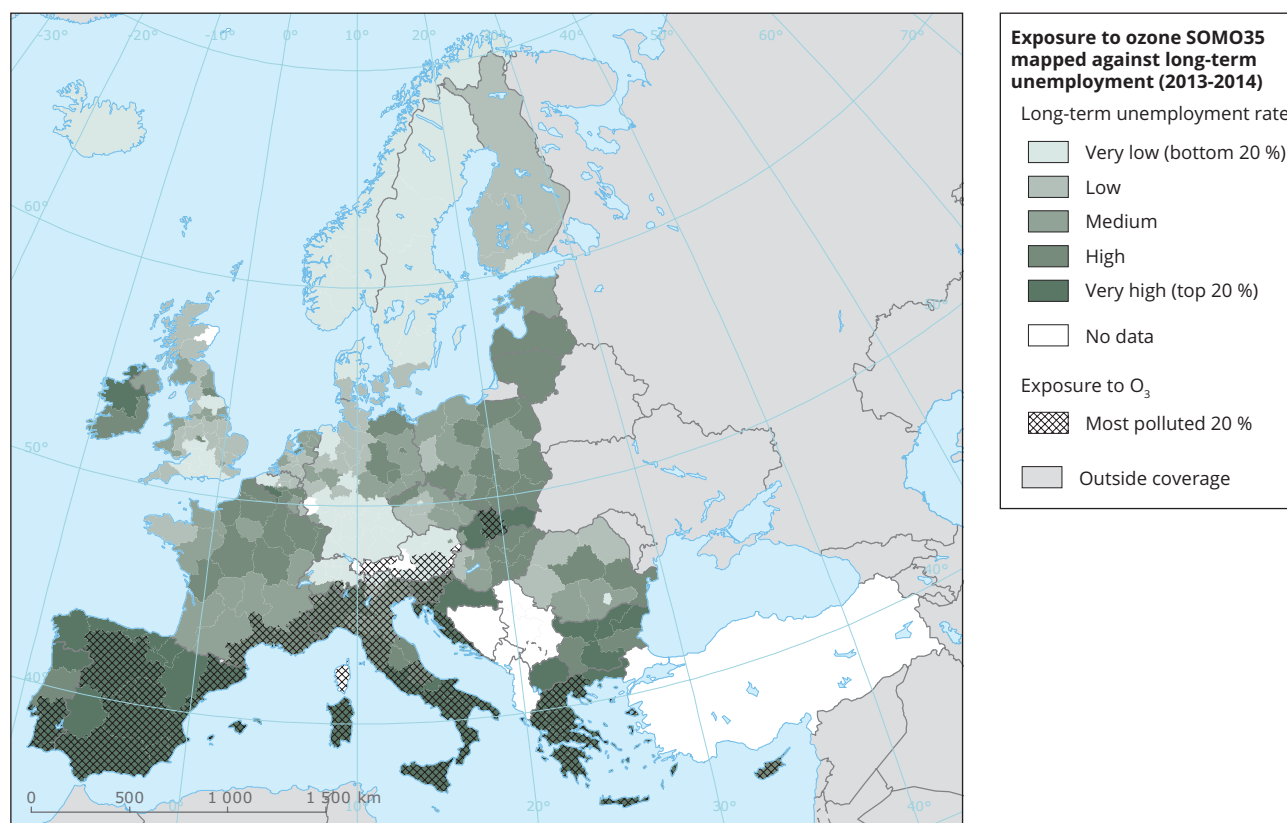 -30°
-20°
-10°
0°
10°
20°
30°
40°
50°
60°
70°
60°
50°
40°
0
500
1 000
1 500 km
0°
10°
20°
30°
40°
40°
Exposure to ozone SOMO35
mapped against long-term
unemployment (2013-2014)
Long-term unemployment rate
Very low (bottom 20 %)
Low
Medium
High
Very high (top 20 %)
No data
Exposure to O₃
Most polluted 20 %
Outside coverage